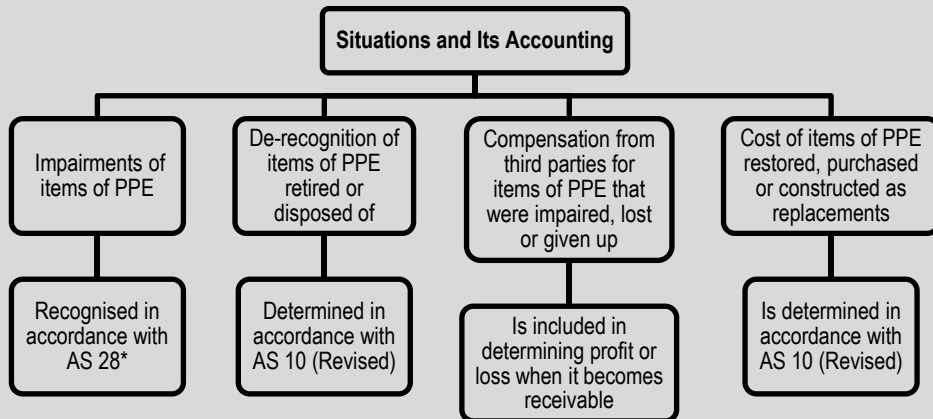 Situations and Its Accounting
Impairments of
items of PPE
De-recognition of
items of PPE
retired or
disposed of
Compensation from
third parties for
items of PPE that
were impaired, lost
or given up
Cost of items of PPE
restored, purchased
or constructed as
replacements
Recognised in
accordance with
AS 28*
Determined in
accordance with
AS 10 (Revised)
Is included in
determining profit or
loss when it becomes
receivable
Is determined in
accordance with
AS 10 (Revised)